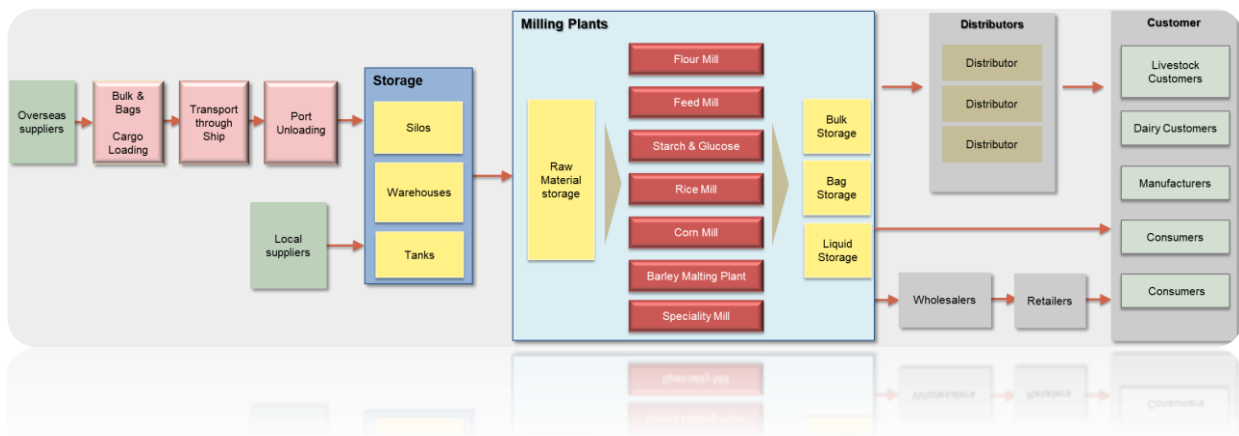 Overseas
suppliers
Bulk &
Bags
Cargo
Loading
Transport
through
Ship
Port
Unloading
Local
suppliers
Storage
Silos
Warehouses
Tanks
Milling Plants
Raw
Material
storage
Flour Mill
Feed Mill
Starch & Glucose
Rice Mill
Corn Mill
Barley Malting Plant
Speciality Mill
Bulk
Storage
Bag
Storage
Liquid
Storage
Distributors
Distributor
Distributor
Distributor
Wholesalers
Retailers
Customer
Livestock
Customers
Dairy Customers
Manufacturers
Consumers
Consumers